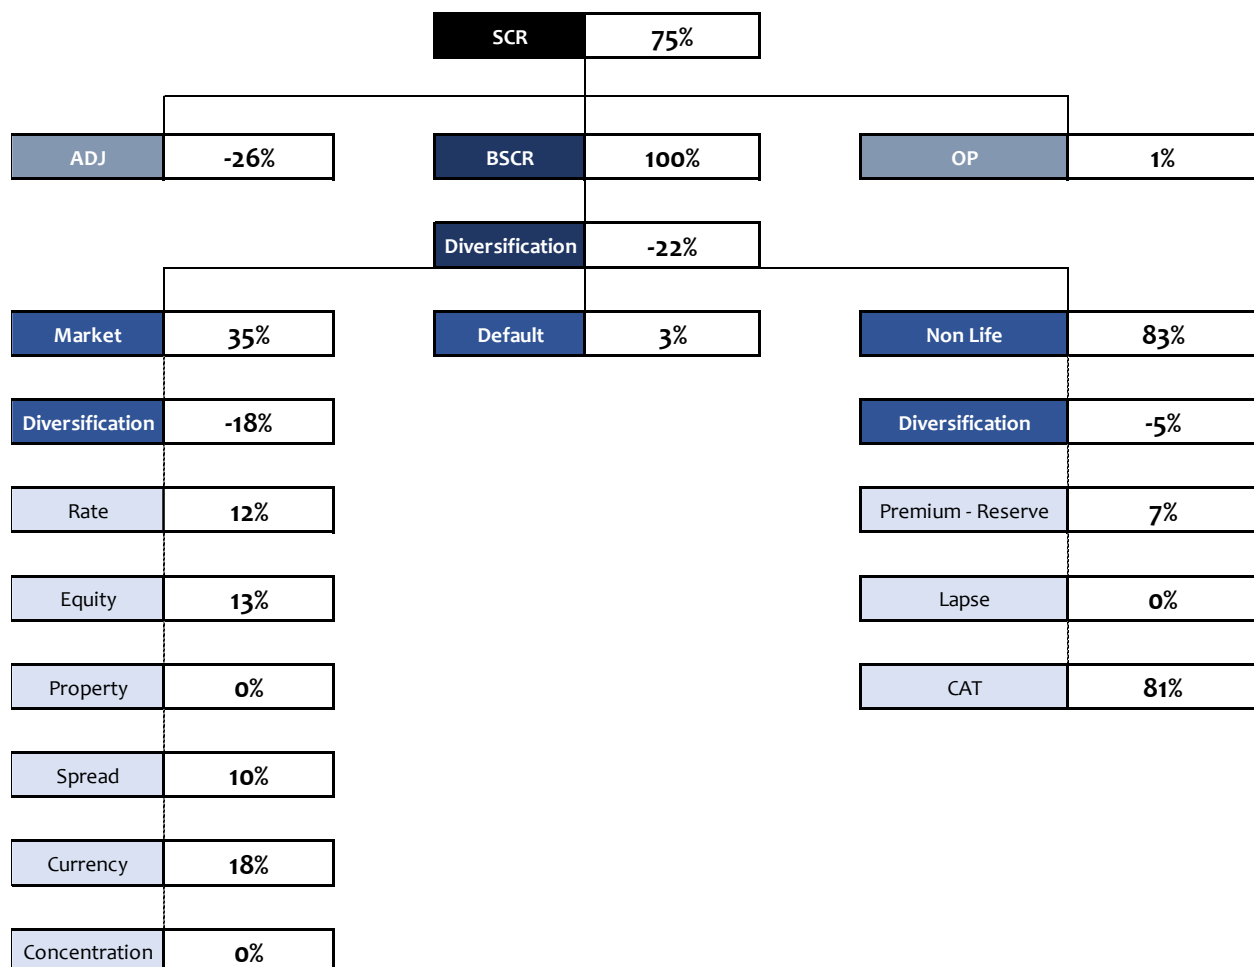 SCR 75%
ADJ -26% BSCR 100% OP 1%
Diversification -22%
Market 35% Default 3% Non Life 83%
Diversification -18% Diversification -5%
Rate 12% Premium - Reserve 7%
Equity 13% Lapse 0%
Property 0% CAT 81%
Spread 10%
Currency 18%
Concentration 0%